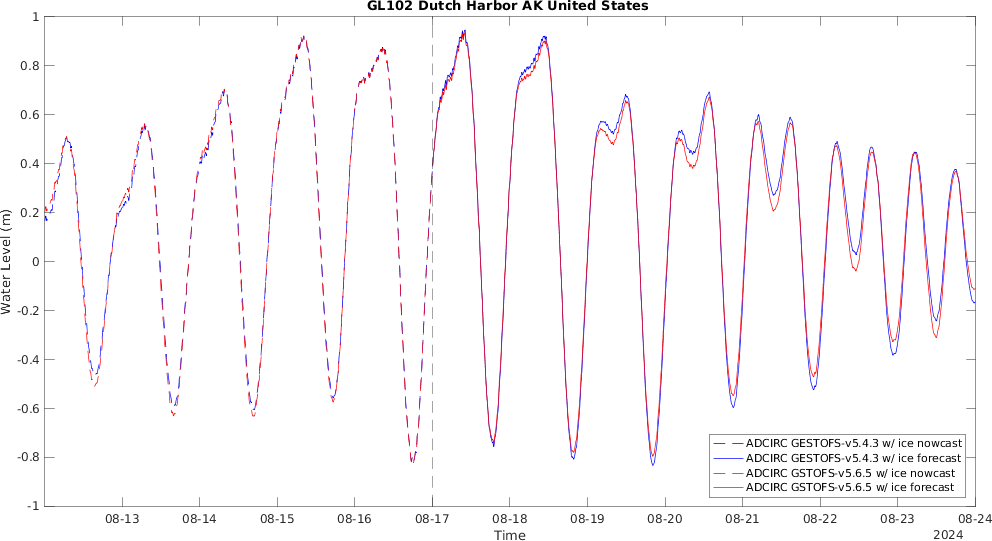 GL102 Dutch Harbor AK United States
Water Level (m)
1
0.8
0.6
0.4
0.2
0
-0.2
-0.4
-0.6
-0.8
-1
ADCIRC GESTOFS-v5.4.3 w/ ice nowcast
ADCIRC GESTOFS-v5.4.3 w/ ice forecast
ADCIRC GSTOFS-v5.6.5 w/ ice nowcast
ADCIRC GSTOFS-v5.6.5 w/ ice forecast
08-13 08-14 08-15 08-16 08-17 08-18 08-19 08-20 08-21 08-22 08-23 08-24
Time
2024